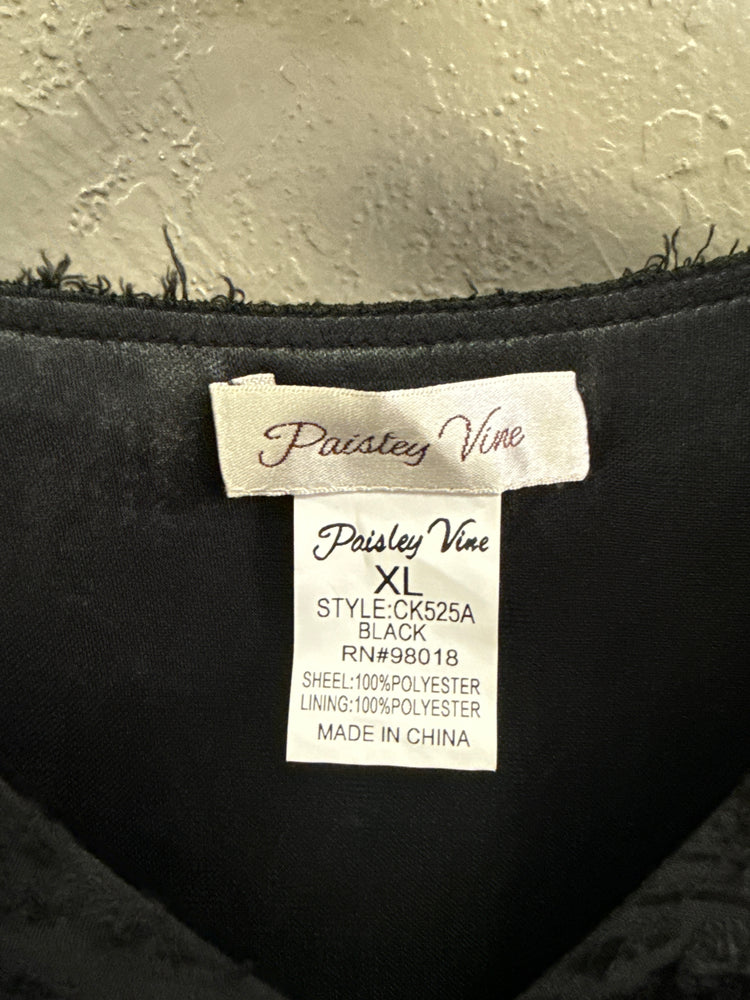 Paisley Vine
Paisley Vine
XL
STYLE:CK525A
BLACK
RN#98018
SHEEL:100%POLYESTER
LINING:100%POLYESTER
MADE IN CHINA